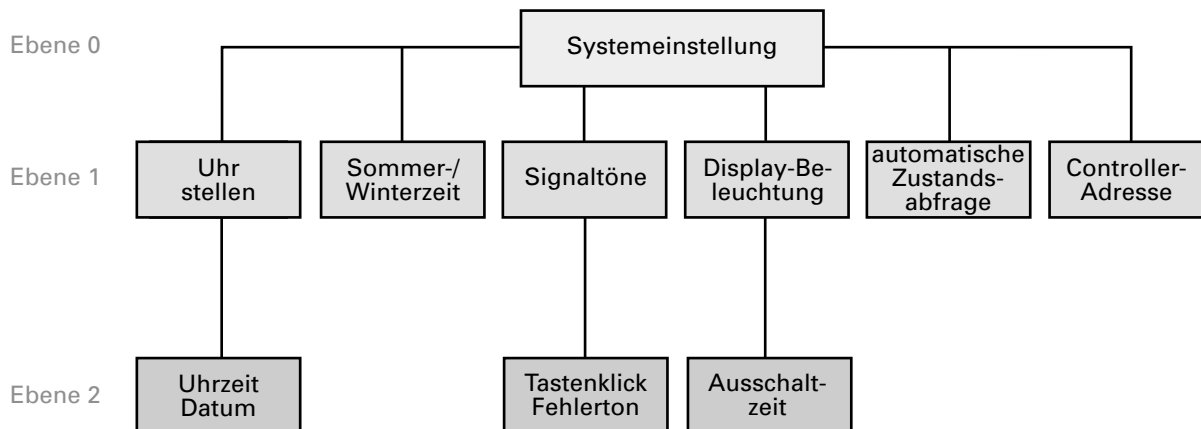 Ebene 0
Systemeinstellung
Ebene 1
Uhr
stellen
Sommer-/
Winterzeit
Signaltöne
Display-Be-
leuchtung
automatische
Zustands-
abfrage
Controller-
Adresse
Ebene 2
Uhrzeit
Datum
Tastenklick
Fehlerton
Ausschalt-
zeit